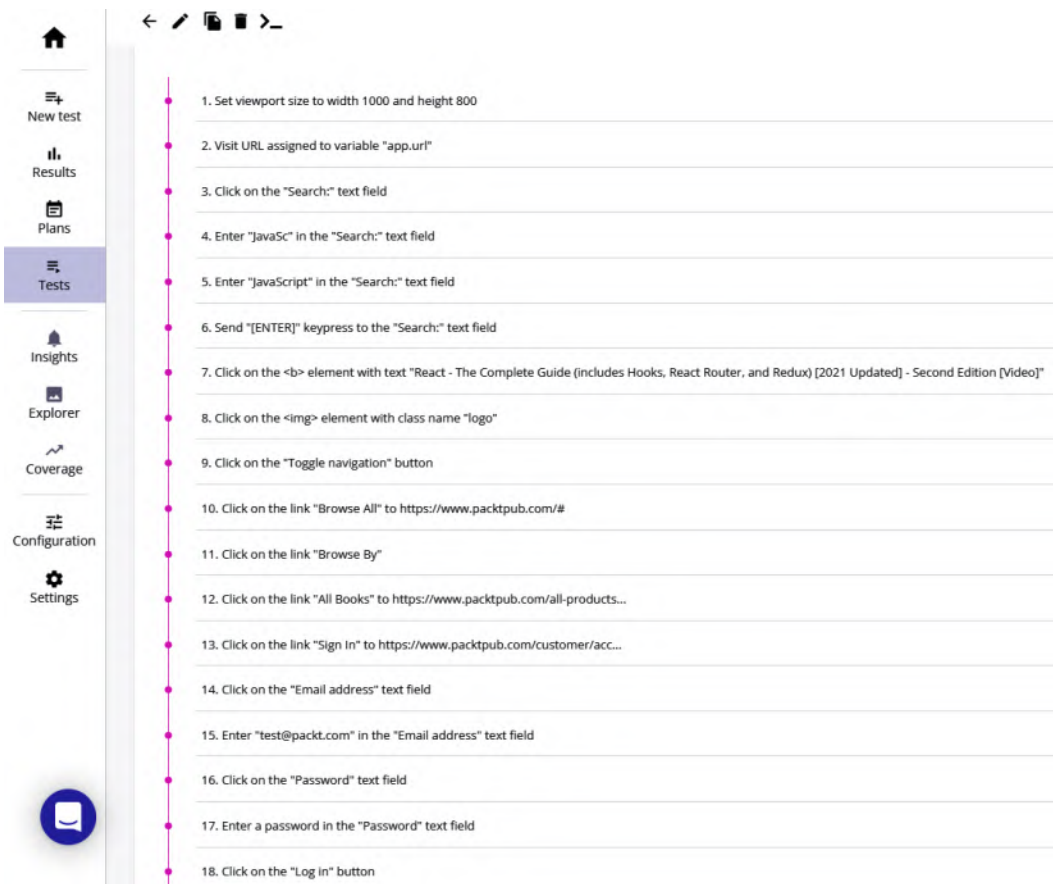 New test
Results
Plans
Tests
Insights
Explorer
Coverage
Configuration
Settings
1. Set viewport size to width 1000 and height 800
2. Visit URL assigned to variable "app.url"
3. Click on the "Search:" text field
4. Enter "JavaSc" in the "Search:" text field
5. Enter "JavaScript" in the "Search:" text field
6. Send "[ENTER]" keypress to the "Search:" text field
7. Click on the <b> element with text "React - The Complete Guide (includes Hooks, React Router, and Redux) [2021 Updated] - Second Edition [Video]"
8. Click on the <img> element with class name "logo"
9. Click on the "Toggle navigation" button
10. Click on the link "Browse All" to https://www.packtpub.com/#
11. Click on the link "Browse By"
12. Click on the link "All Books" to https://www.packtpub.com/all-products...
13. Click on the link "Sign In" to https://www.packtpub.com/customer/acc...
14. Click on the "Email address" text field
15. Enter "test@packt.com" in the "Email address" text field
16. Click on the "Password" text field
17. Enter a password in the "Password" text field
18. Click on the "Log in" button